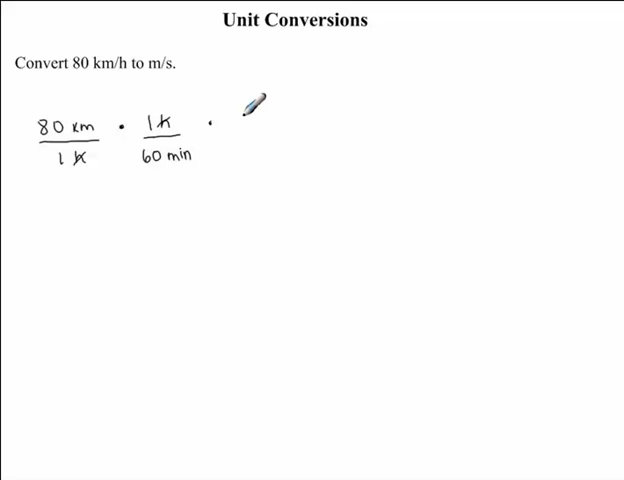 Unit Conversions
Convert 80 km/h to m/s.
80 km • 1 h •
1 h 60 min